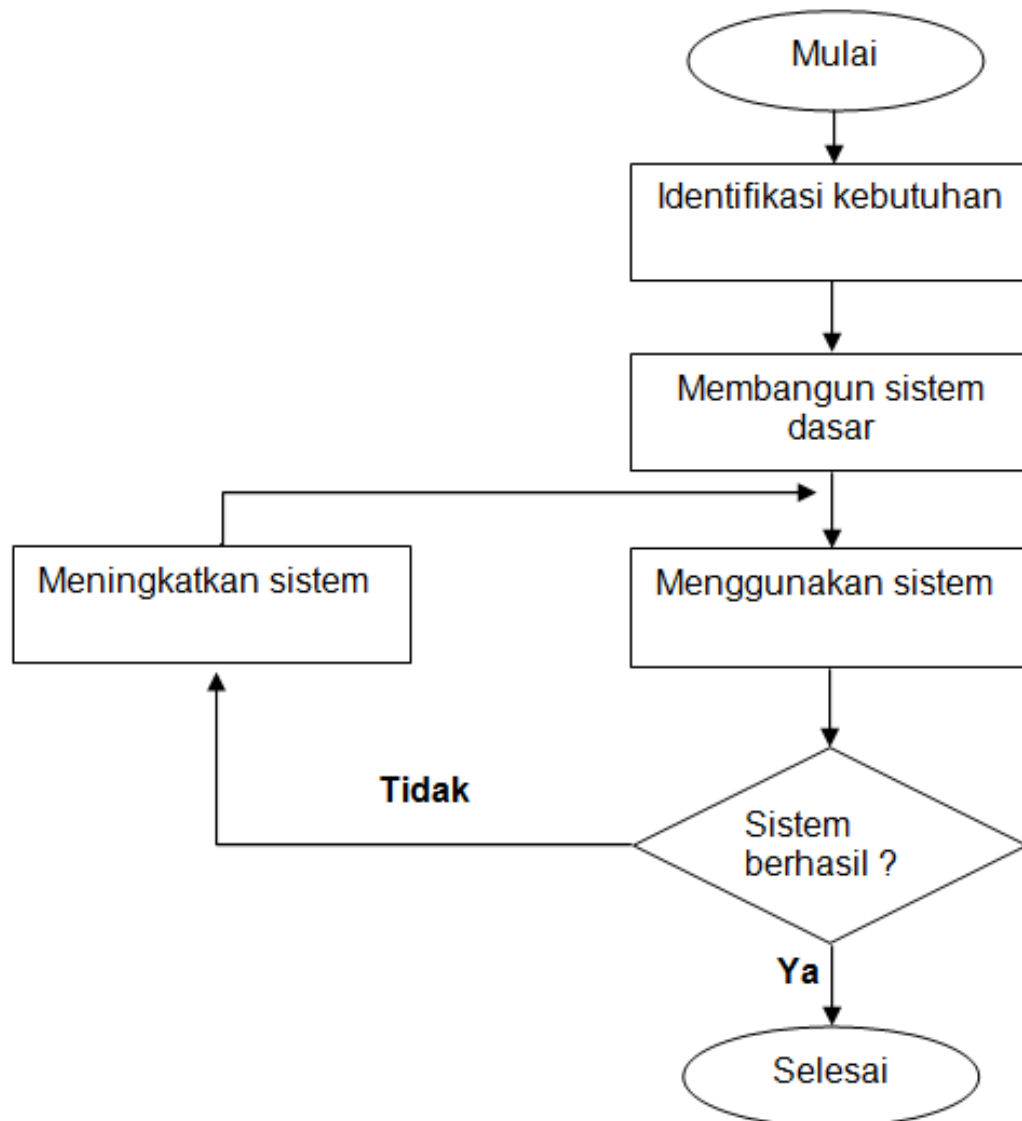 Mulai
Identifikasi kebutuhan
Membangun sistem
dasar
Meningkatkan sistem
Menggunakan sistem
Tidak
Sistem
berhasil ?
Ya
Selesai